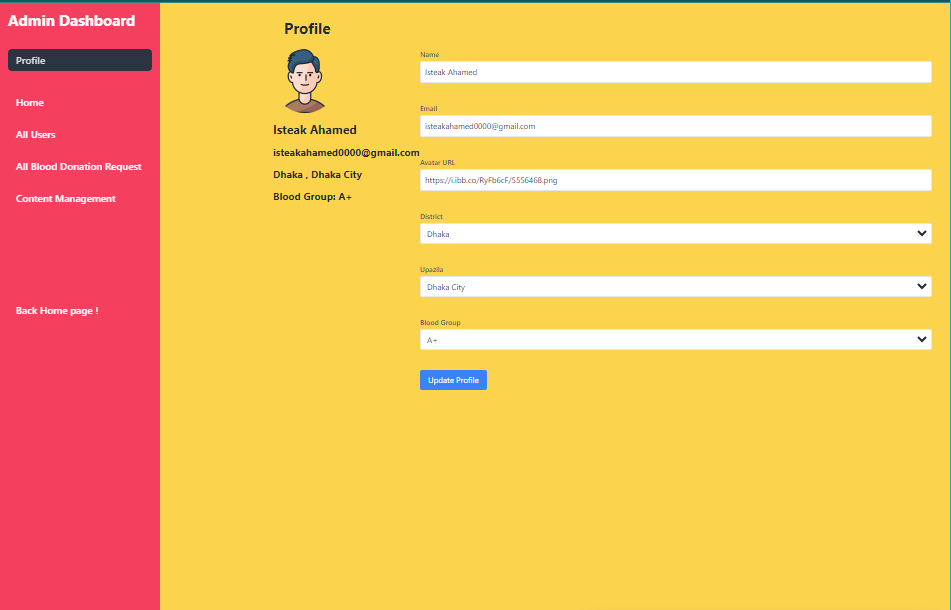 Admin Dashboard
Profile
Home
All Users
All Blood Donation Request
Content Management
Back Home page !
Profile
Isteak Ahamed
isteakahamed0000@gmail.com
Dhaka , Dhaka City
Blood Group: A+
Name
Isteak Ahamed
Email
isteakahamed0000@gmail.com
Avatar URL
https://i.ibb.co/RyFb6cF/5556468.png
District
Dhaka
Upazila
Dhaka City
Blood Group
A+
Update Profile